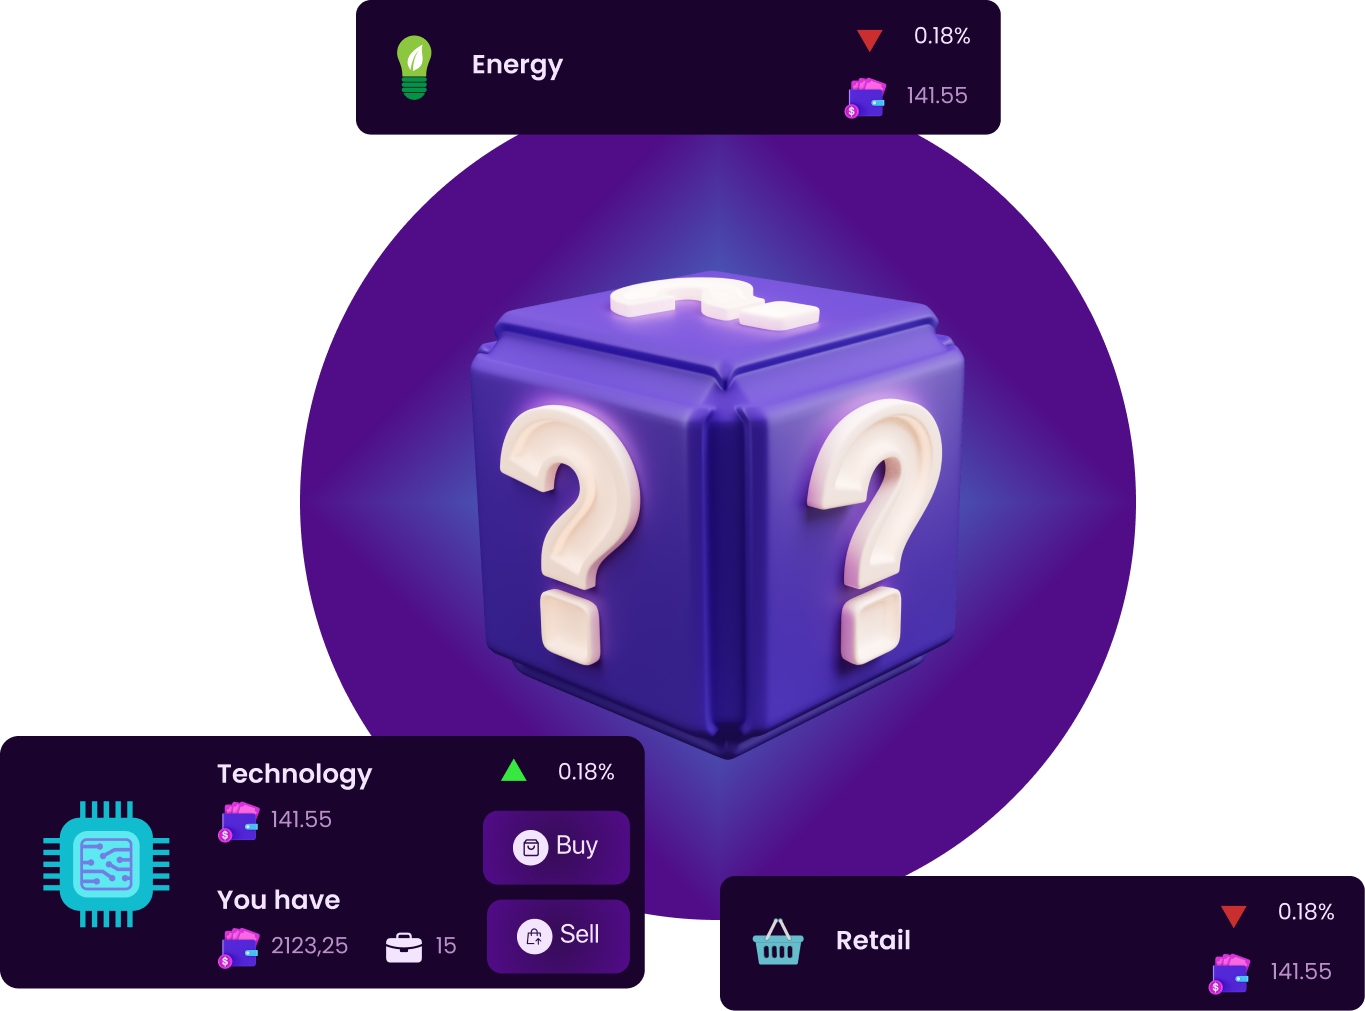 Energy
0.18%
141.55
?
? ?
Technology
0.18%
141.55
Buy
You have
$ 2123,25
15
Sell
Retail
0.18%
$ 141.55